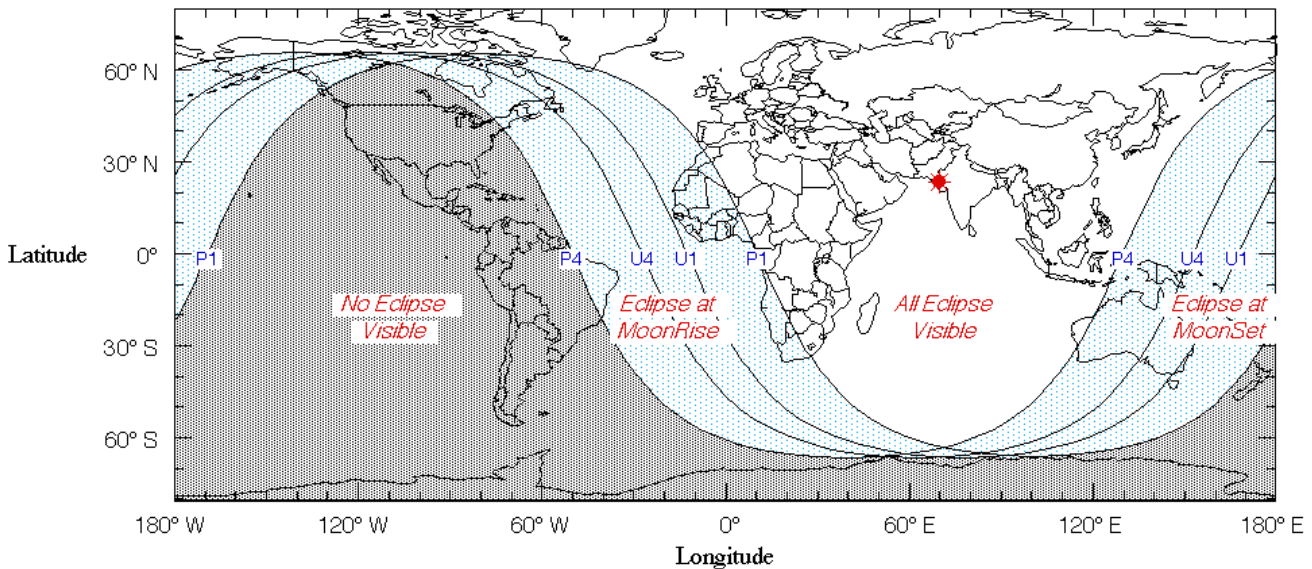 60° N
30° N
Latitude 0°
P1 P4 U4 U1 P1 P4 U4 U1
No Eclipse Eclipse at All Eclipse Eclipse at
Visible MoonRise Visible MoonSet
30° S
60° S
180° W 120° W 60° W 0° 60° E 120° E 180° E
Longitude